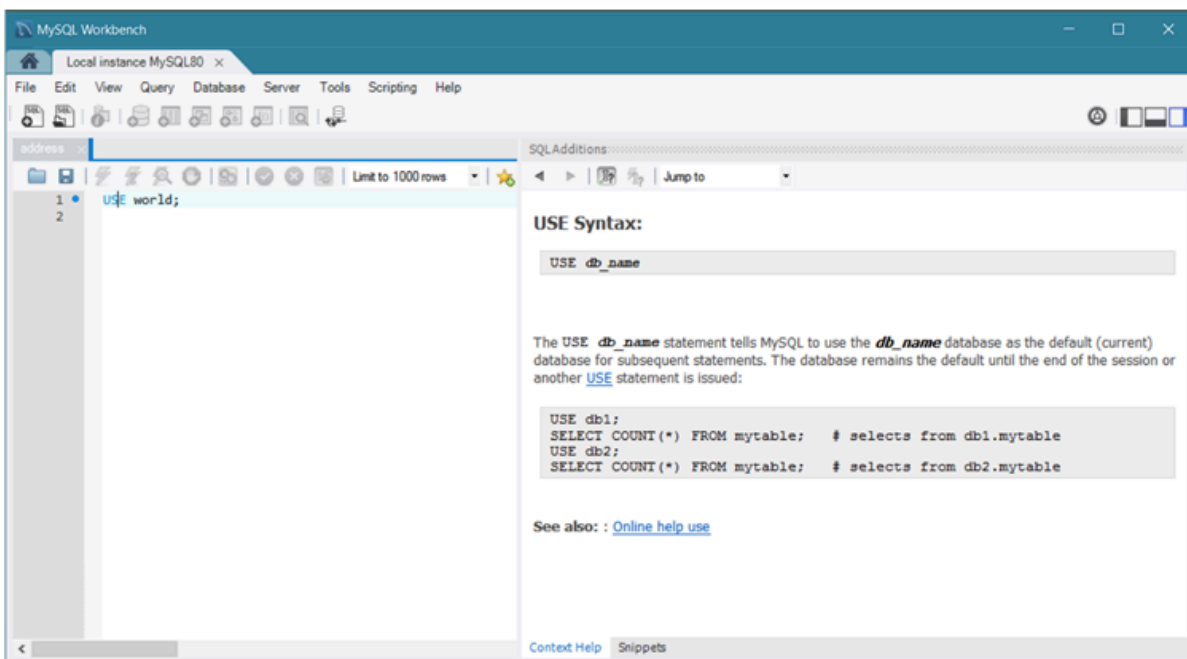 MySQL Workbench
Local instance MySQL80
File Edit View Query Database Server Tools Scripting Help
address
SQLAdditions
Limit to 1000 rows
Jump to
1 USE world;
2
USE Syntax:
USE db_name
The USE db_name statement tells MySQL to use the db_name database as the default (current)
database for subsequent statements. The database remains the default until the end of the session or
another USE statement is issued:
USE db1;
SELECT COUNT(*) FROM mytable;   # selects from db1.mytable
USE db2;
SELECT COUNT(*) FROM mytable;   # selects from db2.mytable
See also: : Online help use
Context Help Snippets